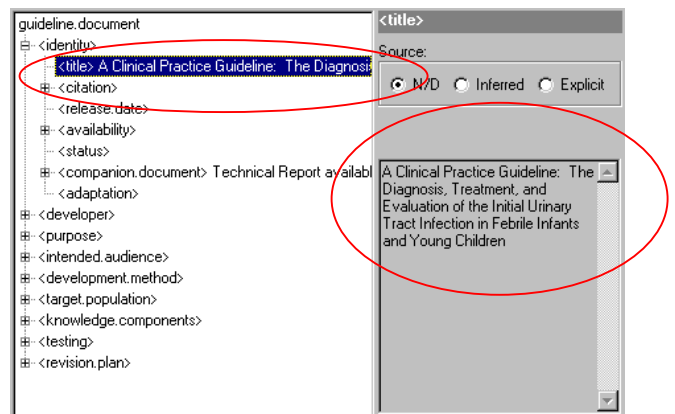 guideline.document
<identity>
<title> A Clinical Practice Guideline:  The Diagnosi
<citation>
<release.date>
<availability>
<status>
<companion.document> Technical Report availabl
<adaptation>
<developer>
<purpose>
<intended.audience>
<development.method>
<target.population>
<knowledge.components>
<testing>
<revision.plan>
<title>
Source:
N/D Inferred Explicit
A Clinical Practice Guideline:  The
Diagnosis, Treatment, and
Evaluation of the Initial Urinary
Tract Infection in Febrile Infants
and Young Children